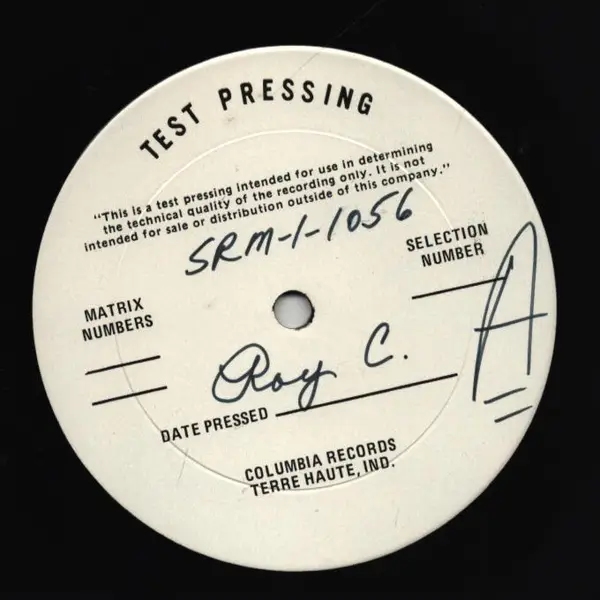 TEST PRESSING
"This is a test pressing intended for use in determining
the technical quality of the recording only. It is not
intended for sale or distribution outside of this company."
SRM-1-1056
SELECTION
NUMBER
MATRIX
NUMBERS
A
Roy C.
DATE PRESSED
COLUMBIA RECORDS
TERRE HAUTE, IND.